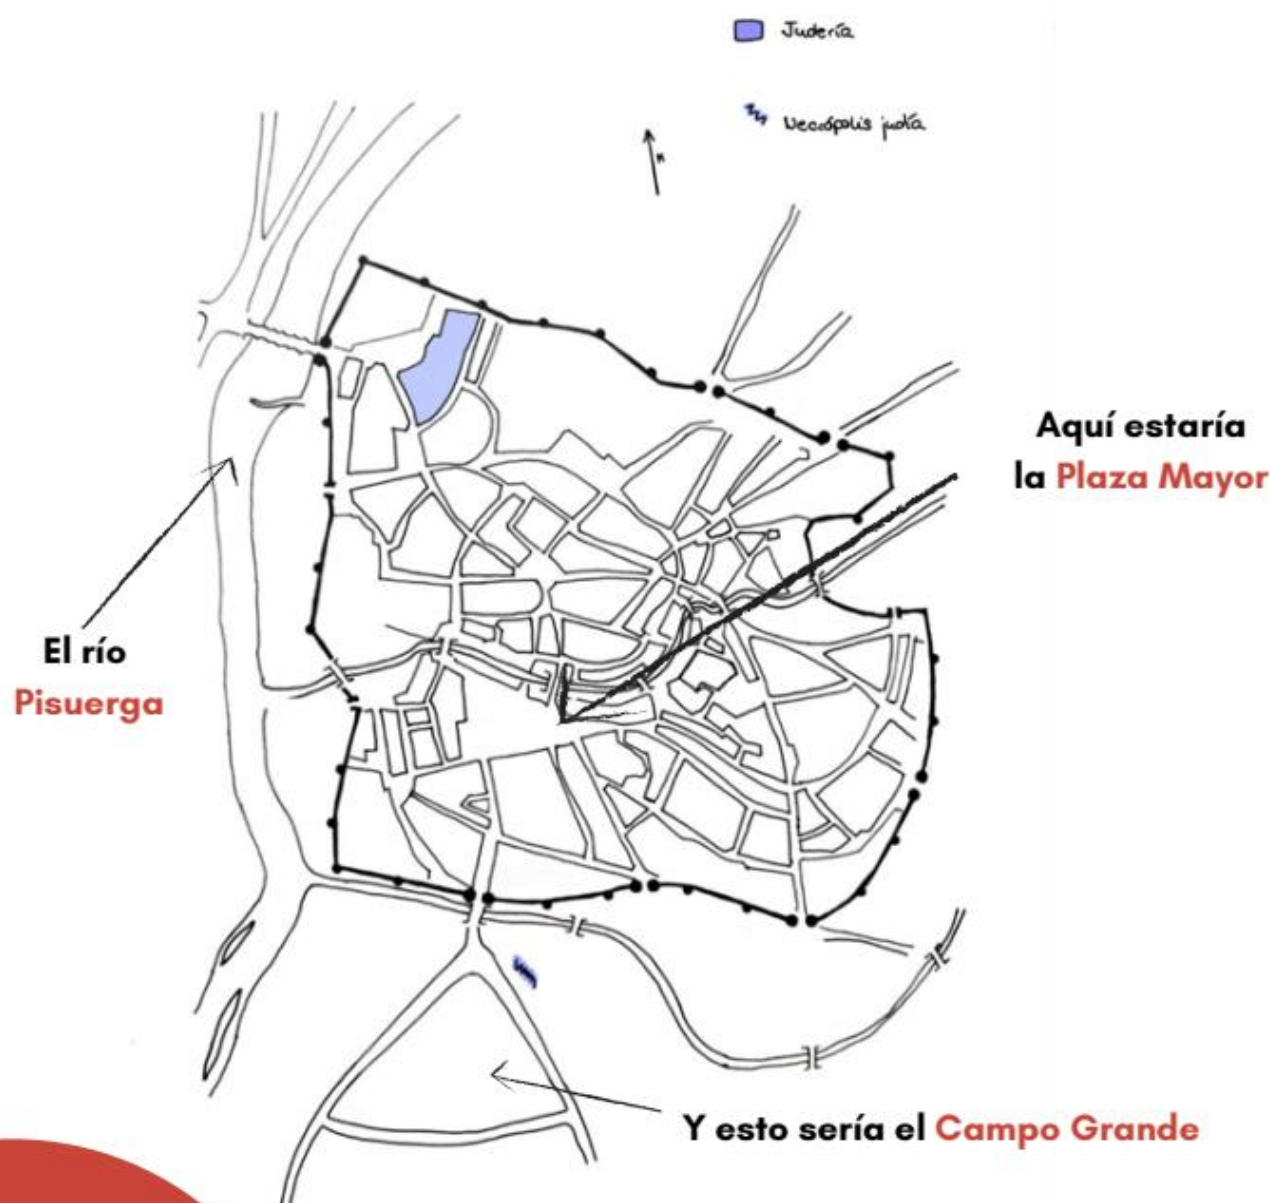 Judería
Necrópolis judía
N
Aquí estaría
la Plaza Mayor
El río
Pisuerga
Y esto sería el Campo Grande